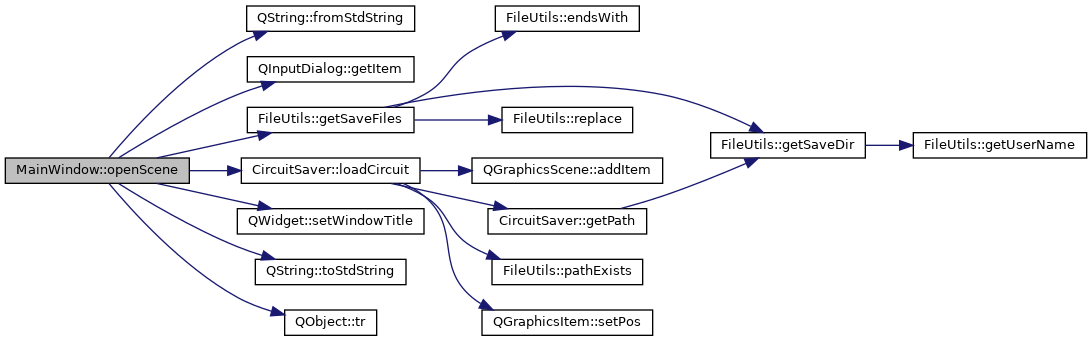 MainWindow::openScene
QString::fromStdString
QInputDialog::getItem
FileUtils::getSaveFiles
CircuitSaver::loadCircuit
QWidget::setWindowTitle
QString::toStdString
QObject::tr
FileUtils::endsWith
FileUtils::replace
QGraphicsScene::addItem
CircuitSaver::getPath
FileUtils::pathExists
QGraphicsItem::setPos
FileUtils::getSaveDir
FileUtils::getUserName